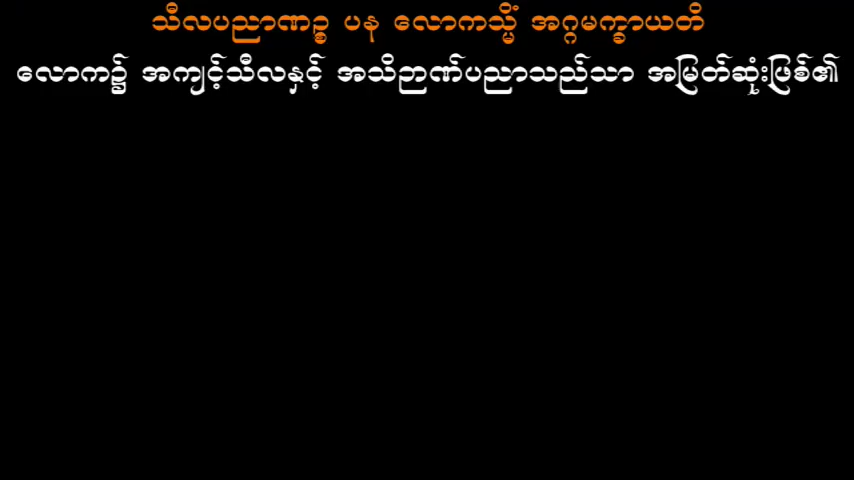 သီလပညာဏဉ္စ ပန လောကသ္မိံ အဂ္ဂမက္ခာယတိ
လောက၌ အကျင့်သီလနှင့် အသိဉာဏ်ပညာသည်သာ အမြတ်ဆုံးဖြစ်၏